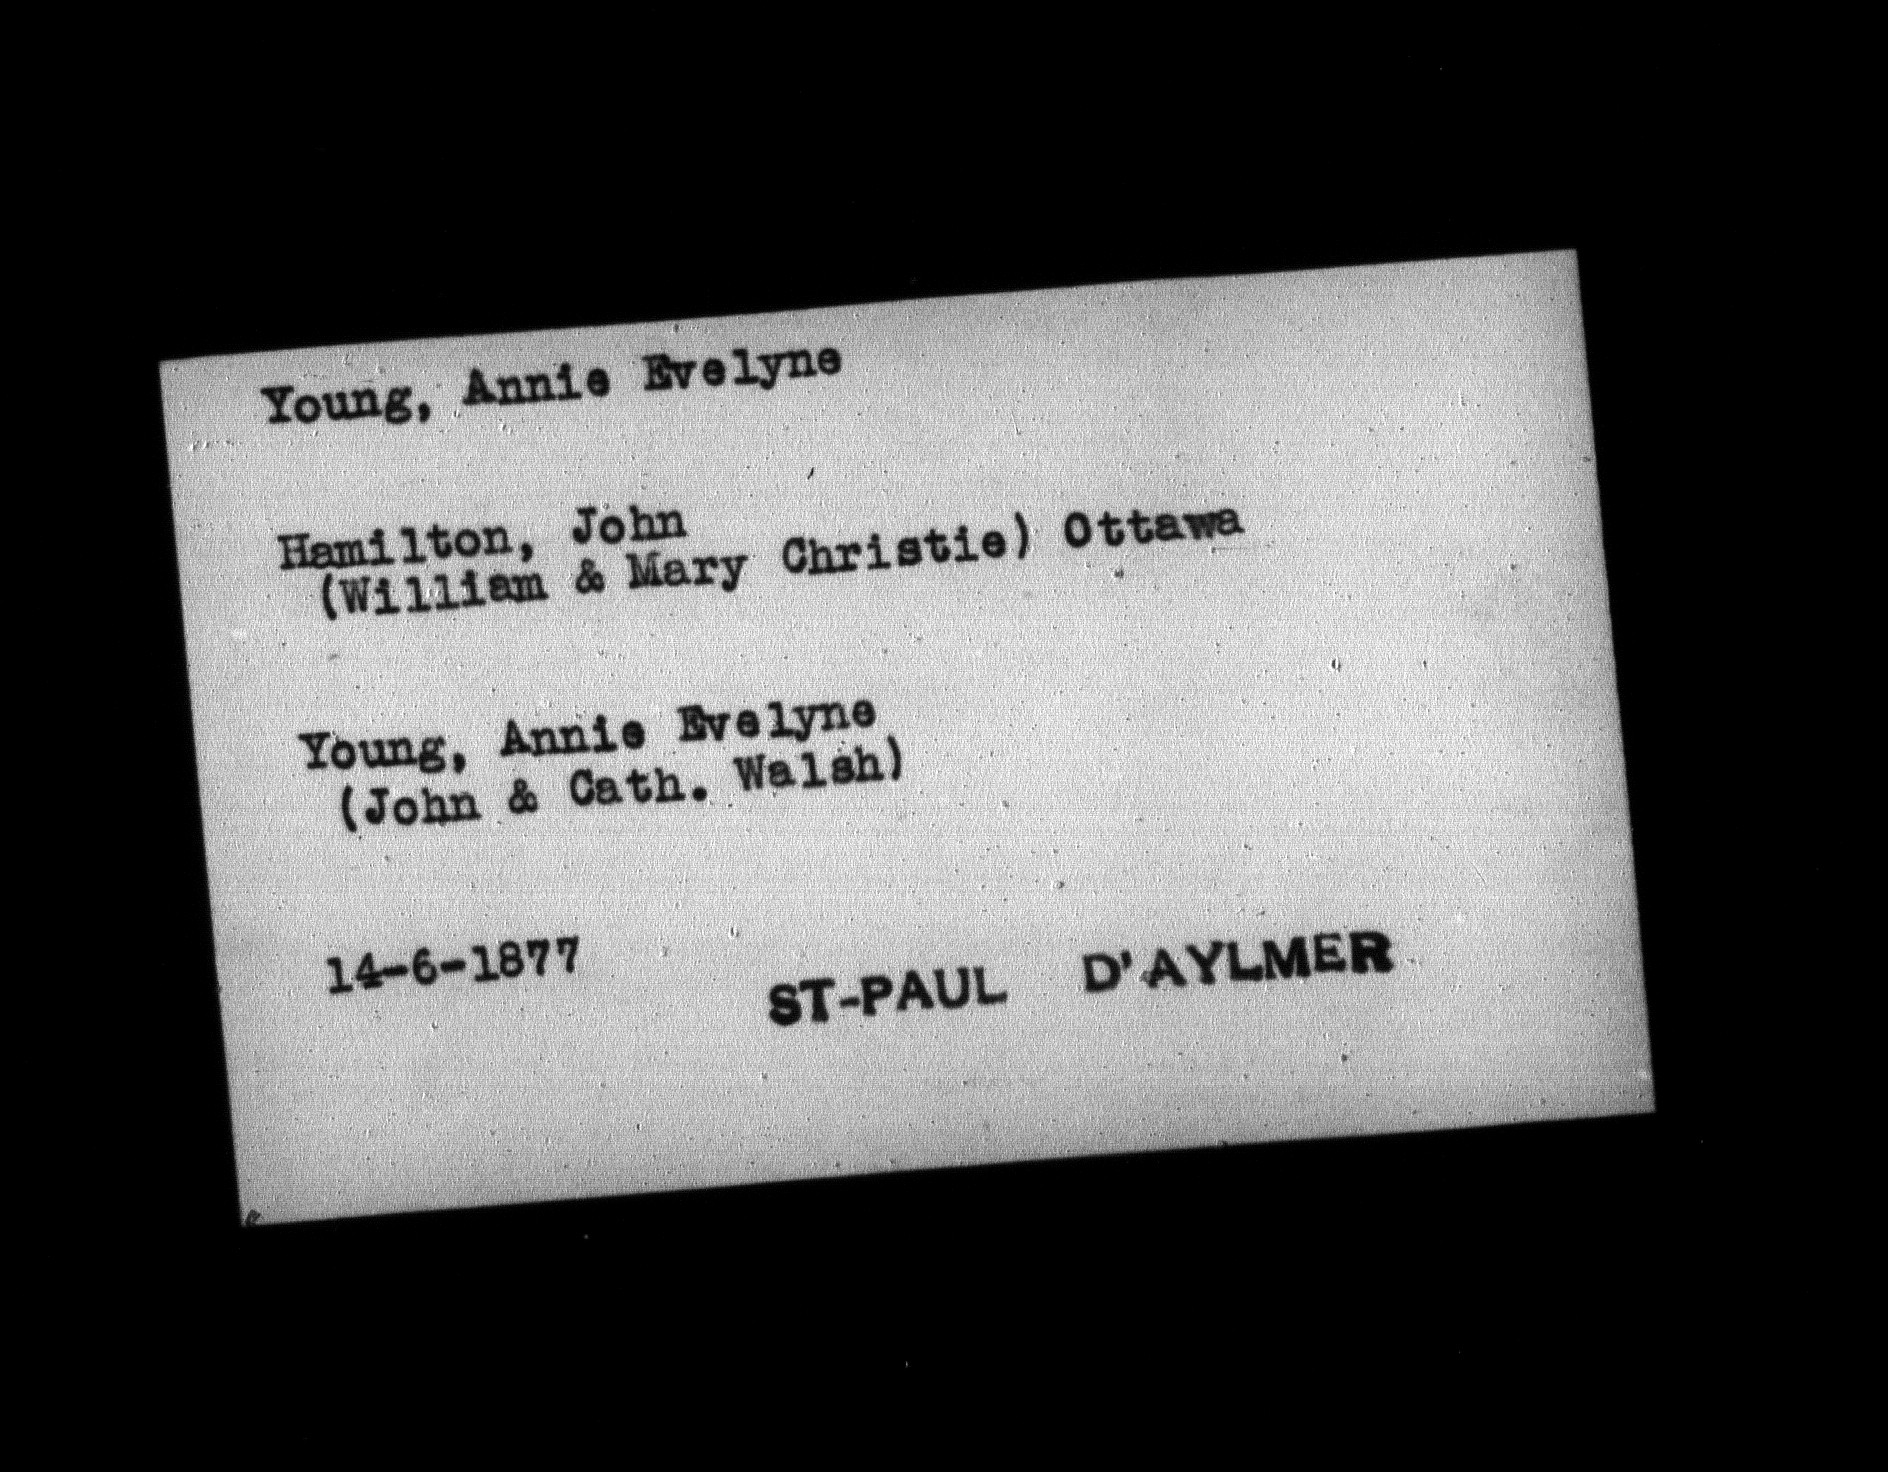 Young, Annie Evelyne
Hamilton, John
(William & Mary Christie) Ottawa
Young, Annie Evelyne
(John & Cath. Walsh)
14-6-1877
ST-PAUL D'AYLMER